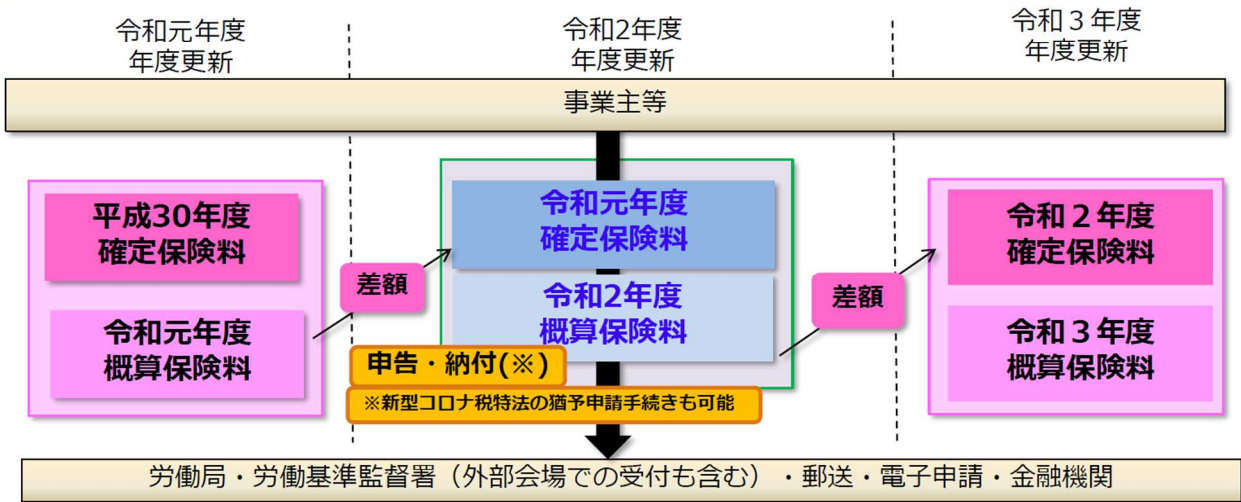 令和元年度
年度更新
令和2年度
年度更新
令和３年度
年度更新
事業主等
平成30年度
確定保険料
令和元年度
概算保険料
差額
令和元年度
確定保険料
令和2年度
概算保険料
申告・納付(※)
※新型コロナ税特法の猶予申請手続きも可能
差額
令和２年度
確定保険料
令和３年度
概算保険料
労働局・労働基準監督署（外部会場での受付も含む）・郵送・電子申請・金融機関